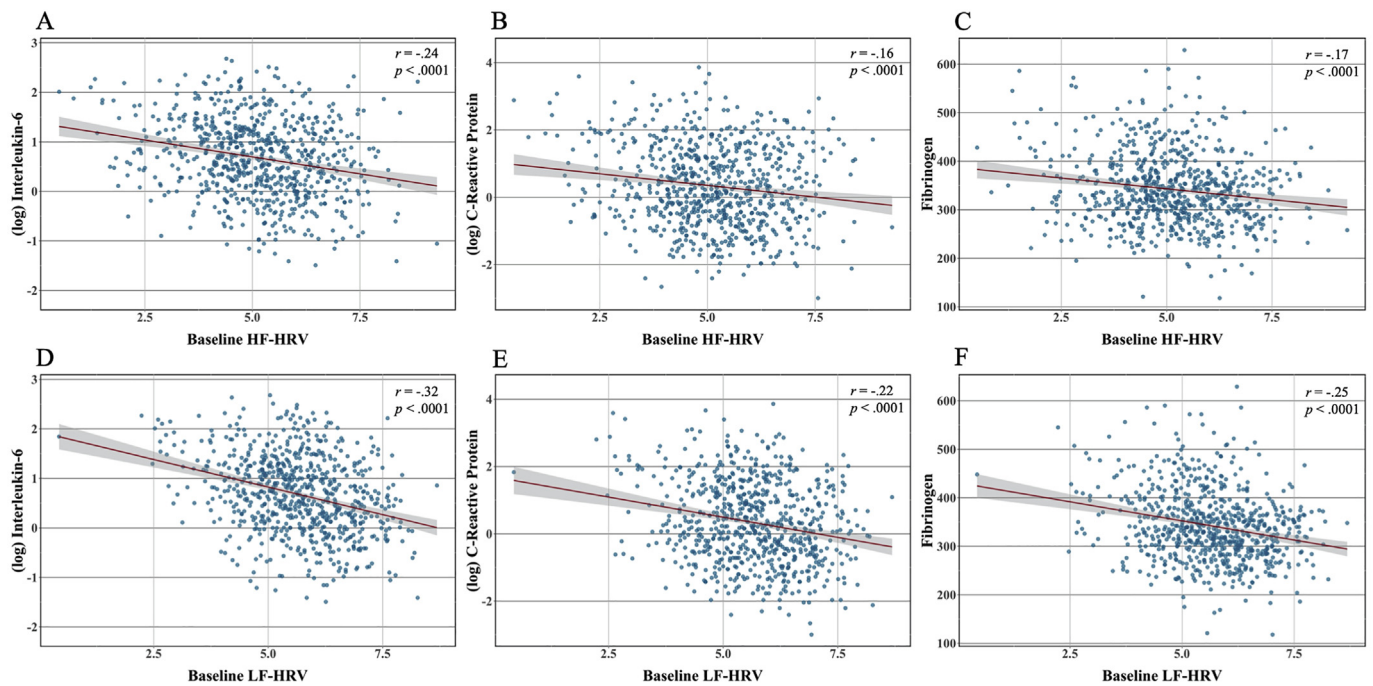 A
r = -.24
p < .0001
3
2
1
0
-1
-2
(log) Interleukin-6
2.5 5.0 7.5
Baseline HF-HRV
B
r = -.16
p < .0001
4
2
0
-2
(log) C-Reactive Protein
2.5 5.0 7.5
Baseline HF-HRV
C
r = -.17
p < .0001
600
500
400
300
200
100
Fibrinogen
2.5 5.0 7.5
Baseline HF-HRV
D
r = -.32
p < .0001
3
2
1
0
-1
-2
(log) Interleukin-6
2.5 5.0 7.5
Baseline LF-HRV
E
r = -.22
p < .0001
4
2
0
-2
(log) C-Reactive Protein
2.5 5.0 7.5
Baseline LF-HRV
F
r = -.25
p < .0001
600
500
400
300
200
100
Fibrinogen
2.5 5.0 7.5
Baseline LF-HRV